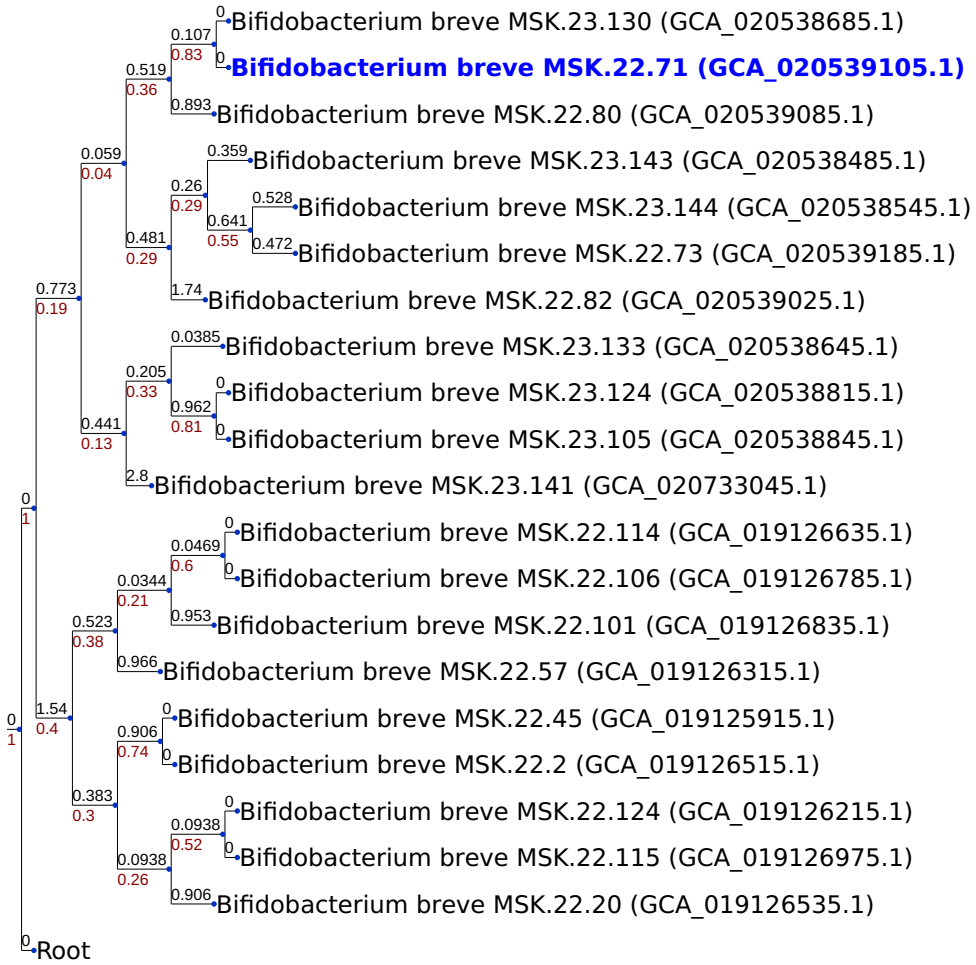 0
Bifidobacterium breve MSK.23.130 (GCA_020538685.1)
0.107
0.83
0
Bifidobacterium breve MSK.22.71 (GCA_020539105.1)
0.519
0.36
0.893
Bifidobacterium breve MSK.22.80 (GCA_020539085.1)
0.059
0.04
0.359
Bifidobacterium breve MSK.23.143 (GCA_020538485.1)
0.26
0.29
0.528
Bifidobacterium breve MSK.23.144 (GCA_020538545.1)
0.641
0.55
0.472
Bifidobacterium breve MSK.22.73 (GCA_020539185.1)
0.481
0.29
1.74
Bifidobacterium breve MSK.22.82 (GCA_020539025.1)
0.773
0.19
0.0385
Bifidobacterium breve MSK.23.133 (GCA_020538645.1)
0.205
0.33
0
Bifidobacterium breve MSK.23.124 (GCA_020538815.1)
0.962
0.81
0
Bifidobacterium breve MSK.23.105 (GCA_020538845.1)
0.441
0.13
2.8
Bifidobacterium breve MSK.23.141 (GCA_020733045.1)
0
1
0
Bifidobacterium breve MSK.22.114 (GCA_019126635.1)
0.0469
0.6
0
Bifidobacterium breve MSK.22.106 (GCA_019126785.1)
0.0344
0.21
0.953
Bifidobacterium breve MSK.22.101 (GCA_019126835.1)
0.523
0.38
0.966
Bifidobacterium breve MSK.22.57 (GCA_019126315.1)
1.54
0.4
0
1
0
Bifidobacterium breve MSK.22.45 (GCA_019125915.1)
0.906
0.74
0
Bifidobacterium breve MSK.22.2 (GCA_019126515.1)
0.383
0.3
0
Bifidobacterium breve MSK.22.124 (GCA_019126215.1)
0.0938
0.52
0
Bifidobacterium breve MSK.22.115 (GCA_019126975.1)
0.0938
0.26
0.906
Bifidobacterium breve MSK.22.20 (GCA_019126535.1)
0
Root